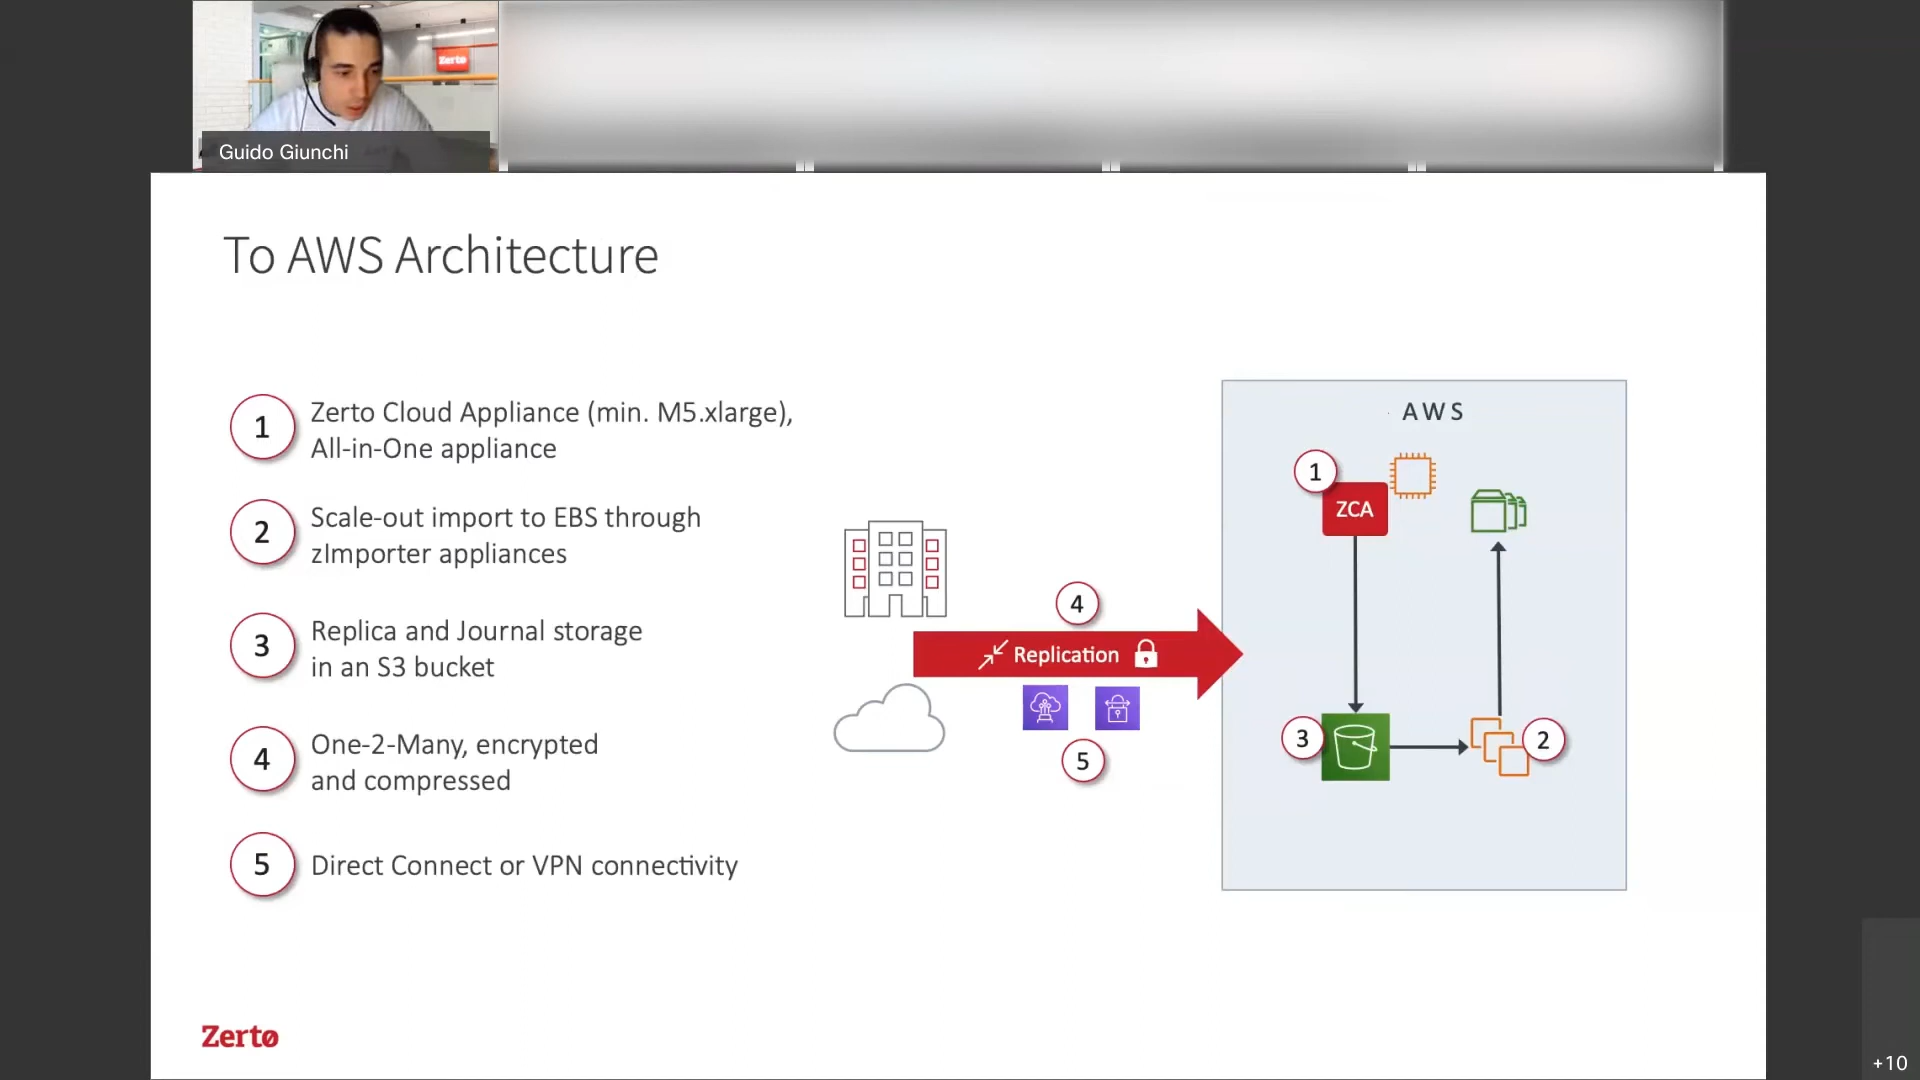 Zerto
Guido Giunchi
To AWS Architecture
1
Zerto Cloud Appliance (min. M5.xlarge),
All-in-One appliance
2
Scale-out import to EBS through
zImporter appliances
3
Replica and Journal storage
in an S3 bucket
4
One-2-Many, encrypted
and compressed
5
Direct Connect or VPN connectivity
4
Replication
5
AWS
1
ZCA
3
2
Zerto
+10